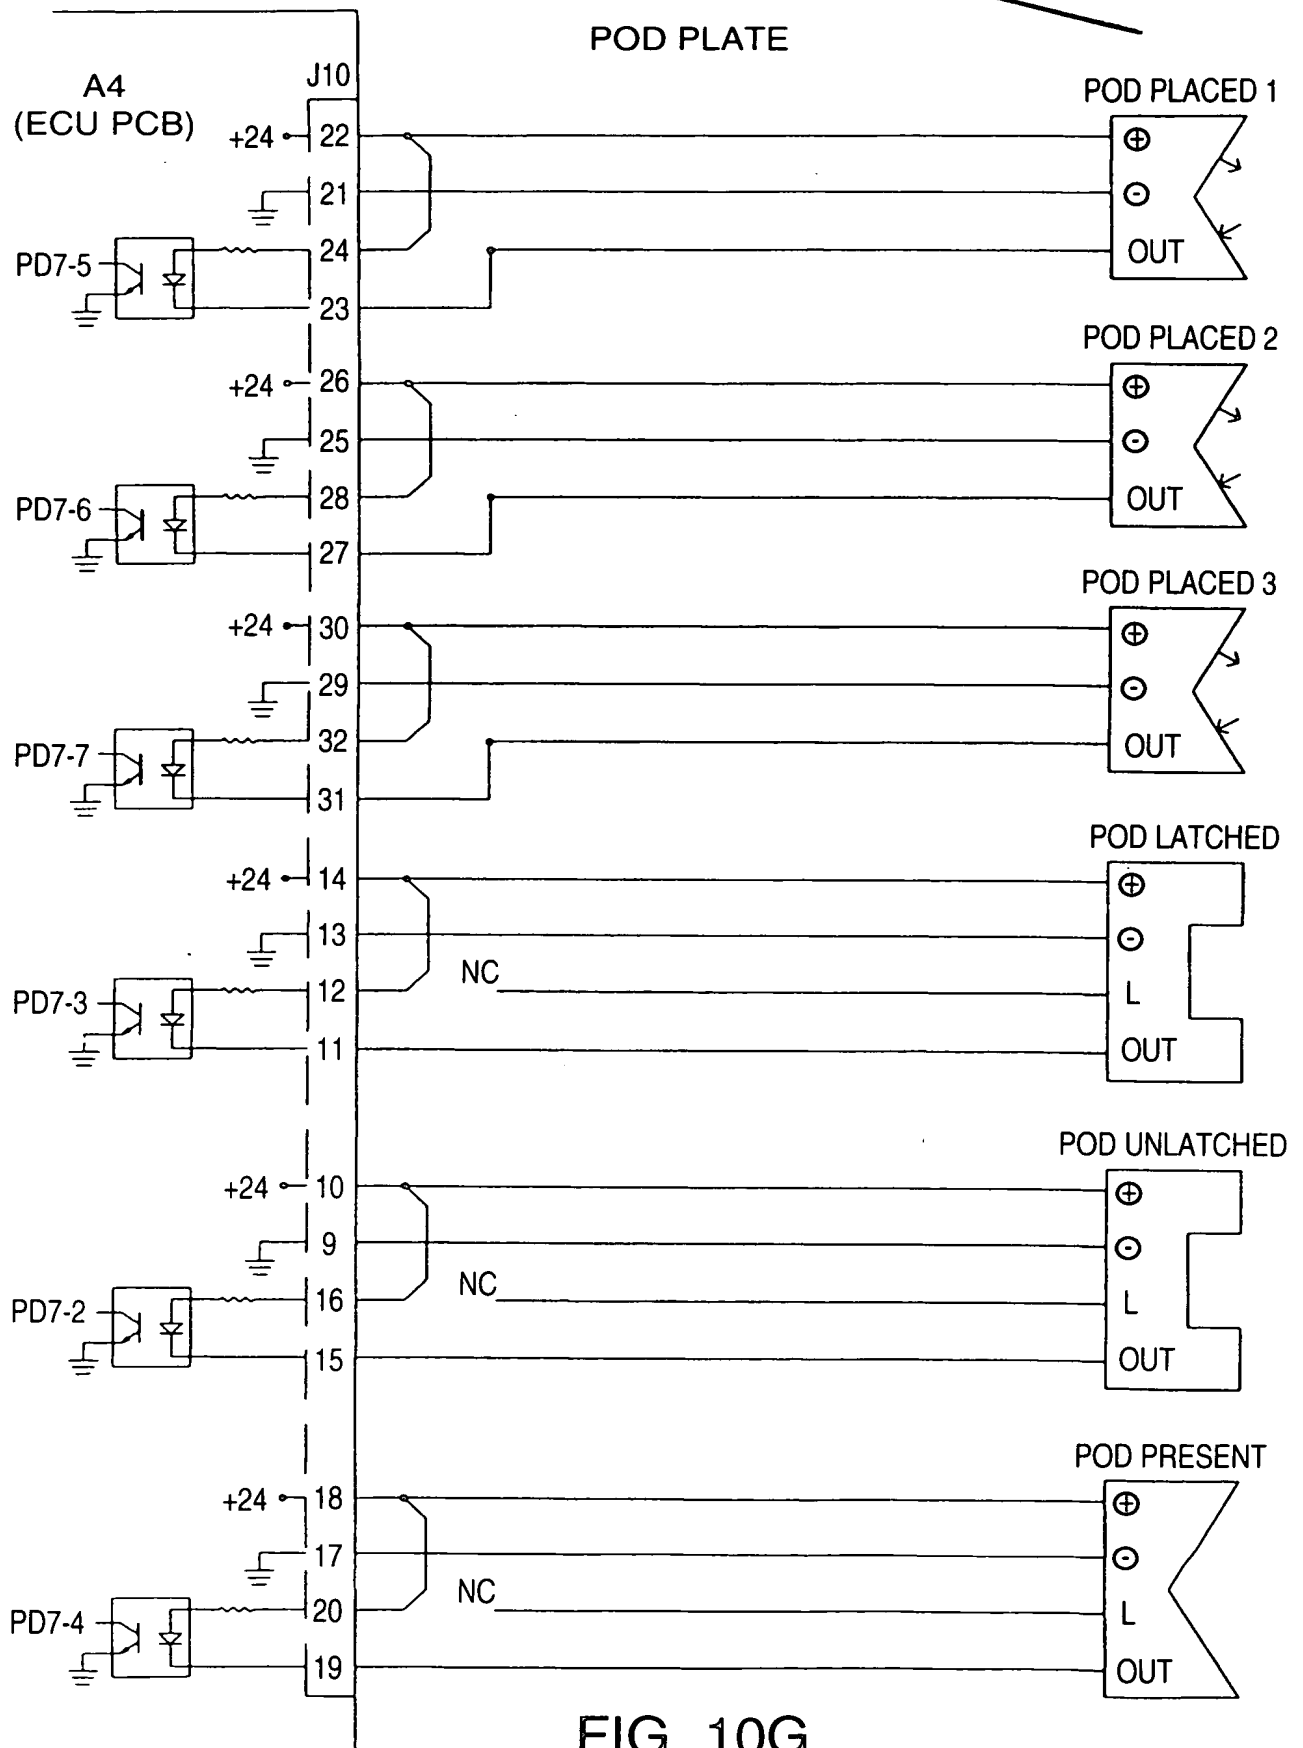 POD PLATE
A4
(ECU PCB)
J10
POD PLACED 1
+24 22 ⊕
21 ⊖
24 OUT
PD7-5
23
POD PLACED 2
+24 26 ⊕
25 ⊖
28 OUT
PD7-6
27
POD PLACED 3
+24 30 ⊕
29 ⊖
32 OUT
PD7-7
31
POD LATCHED
+24 14 ⊕
13 ⊖
NC
12 L
PD7-3
11 OUT
POD UNLATCHED
+24 10 ⊕
9 ⊖
NC
16 L
PD7-2
15 OUT
POD PRESENT
+24 18 ⊕
17 ⊖
NC
20 L
PD7-4
19 OUT
FIG. 10G